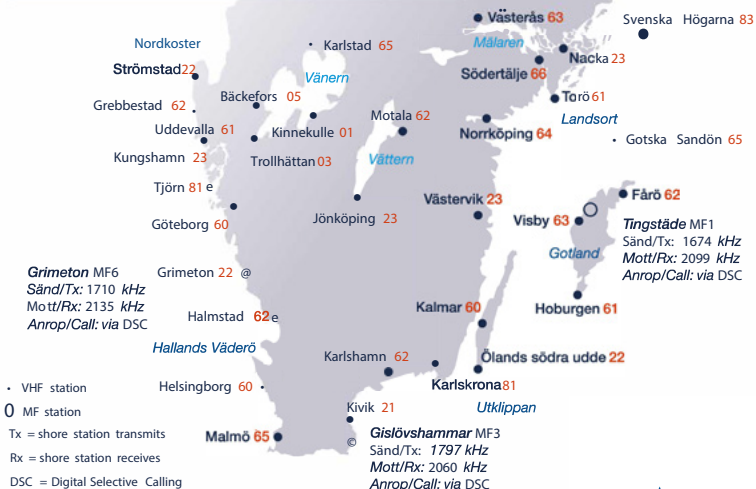 Västerås 63
Svenska Högarna 83
Nordkoster
Karlstad 65
Mälaren
Nacka 23
Strömstad 22
Vänern
Södertälje 66
Bäckefors 05
Torö 61
Grebbestad 62
Motala 62
Landsort
Uddevalla 61
Kinnekulle 01
Norrköping 64
Gotska Sandön 65
Kungshamn 23
Trollhättan 03
Vättern
Tjörn 81 e
Västervik 23
Fårö 62
Göteborg 60
Jönköping 23
Visby 63
Tingstäde MF1
Sänd/Tx: 1674 kHz
Mott/Rx: 2099 kHz
Anrop/Call: via DSC
Gotland
Grimeton MF6
Sänd/Tx: 1710 kHz
Mott/Rx: 2135 kHz
Anrop/Call: via DSC
Grimeton 22 @
Hoburgen 61
Halmstad 62 e
Kalmar 60
Hallands Väderö
Karlshamn 62
Ölands södra udde 22
Helsingborg 60
Karlskrona 81
Kivik 21
Utklippan
Malmö 65
©
Gislövshammar MF3
Sänd/Tx: 1797 kHz
Mott/Rx: 2060 kHz
Anrop/Call: via DSC
· VHF station
0 MF station
Tx = shore station transmits
Rx = shore station receives
DSC = Digital Selective Calling